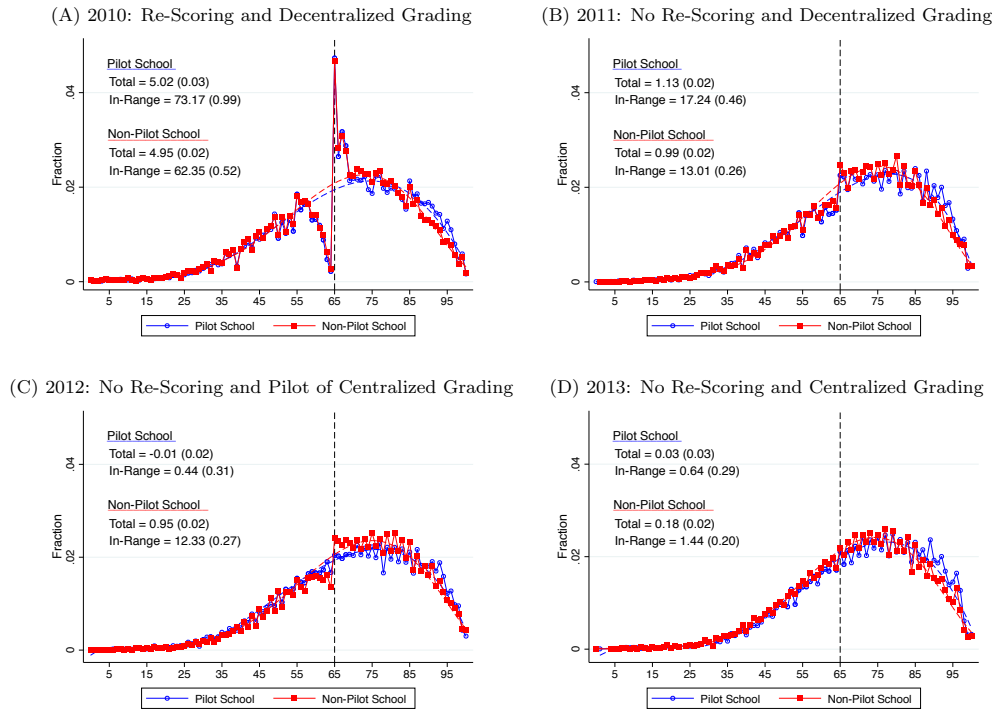 (A) 2010: Re-Scoring and Decentralized Grading
Pilot School
Total = 5.02 (0.03)
In-Range = 73.17 (0.99)
Non-Pilot School
Total = 4.95 (0.02)
In-Range = 62.35 (0.52)
Fraction
.04
.02
0
5 15 25 35 45 55 65 75 85 95
Pilot School Non-Pilot School
(B) 2011: No Re-Scoring and Decentralized Grading
Pilot School
Total = 1.13 (0.02)
In-Range = 17.24 (0.46)
Non-Pilot School
Total = 0.99 (0.02)
In-Range = 13.01 (0.26)
Fraction
.04
.02
0
5 15 25 35 45 55 65 75 85 95
Pilot School Non-Pilot School
(C) 2012: No Re-Scoring and Pilot of Centralized Grading
Pilot School
Total = -0.01 (0.02)
In-Range = 0.44 (0.31)
Non-Pilot School
Total = 0.95 (0.02)
In-Range = 12.33 (0.27)
Fraction
.04
.02
0
5 15 25 35 45 55 65 75 85 95
Pilot School Non-Pilot School
(D) 2013: No Re-Scoring and Centralized Grading
Pilot School
Total = 0.03 (0.03)
In-Range = 0.64 (0.29)
Non-Pilot School
Total = 0.18 (0.02)
In-Range = 1.44 (0.20)
Fraction
.04
.02
0
5 15 25 35 45 55 65 75 85 95
Pilot School Non-Pilot School